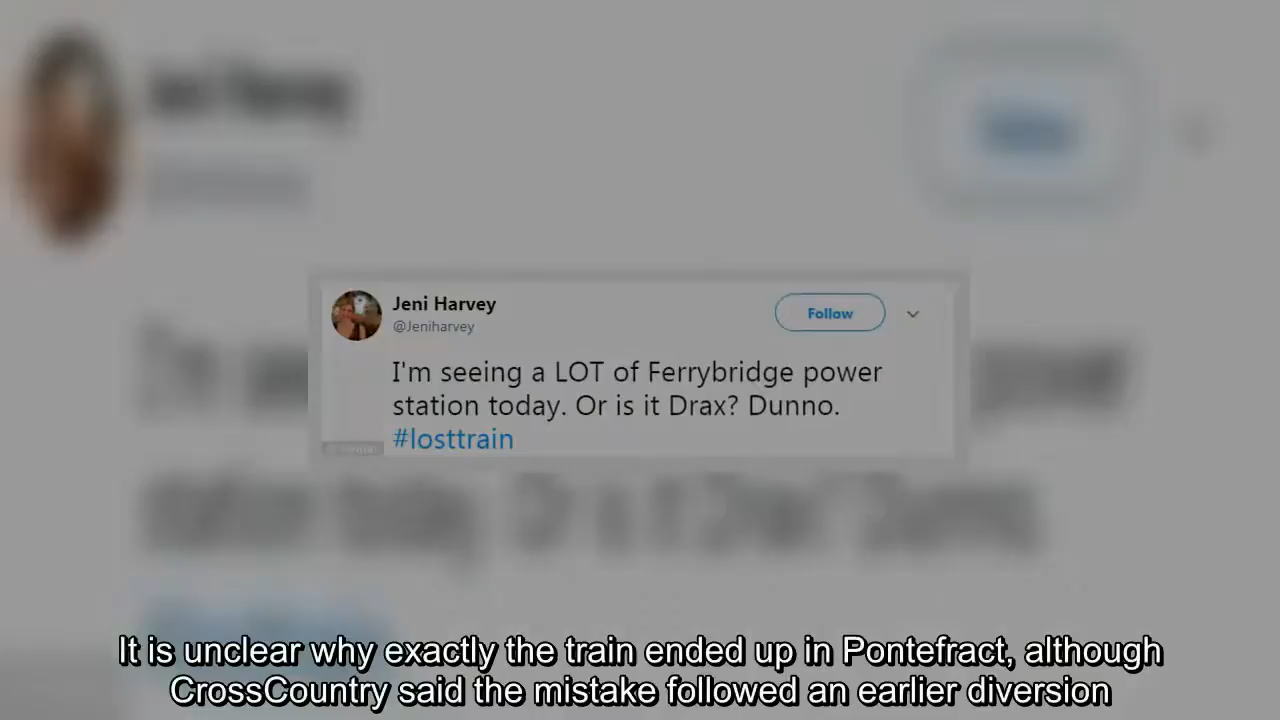 Jeni Harvey
@Jeniharvey
Follow
I'm seeing a LOT of Ferrybridge power
station today. Or is it Drax? Dunno.
#losttrain
It is unclear why exactly the train ended up in Pontefract, although
CrossCountry said the mistake followed an earlier diversion